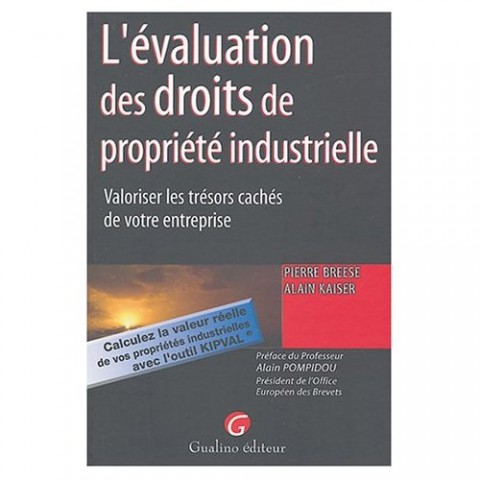 L'évaluation
des droits de
propriété industrielle
Valoriser les trésors cachés
de votre entreprise
PIERRE BREESE
ALAIN KAISER
Calculez la valeur réelle
de vos propriétés industrielles
avec l'outil KIPVAL®
Préface du Professeur
Alain POMPIDOU
Président de l'Office
Européen des Brevets
G
Gualino éditeur